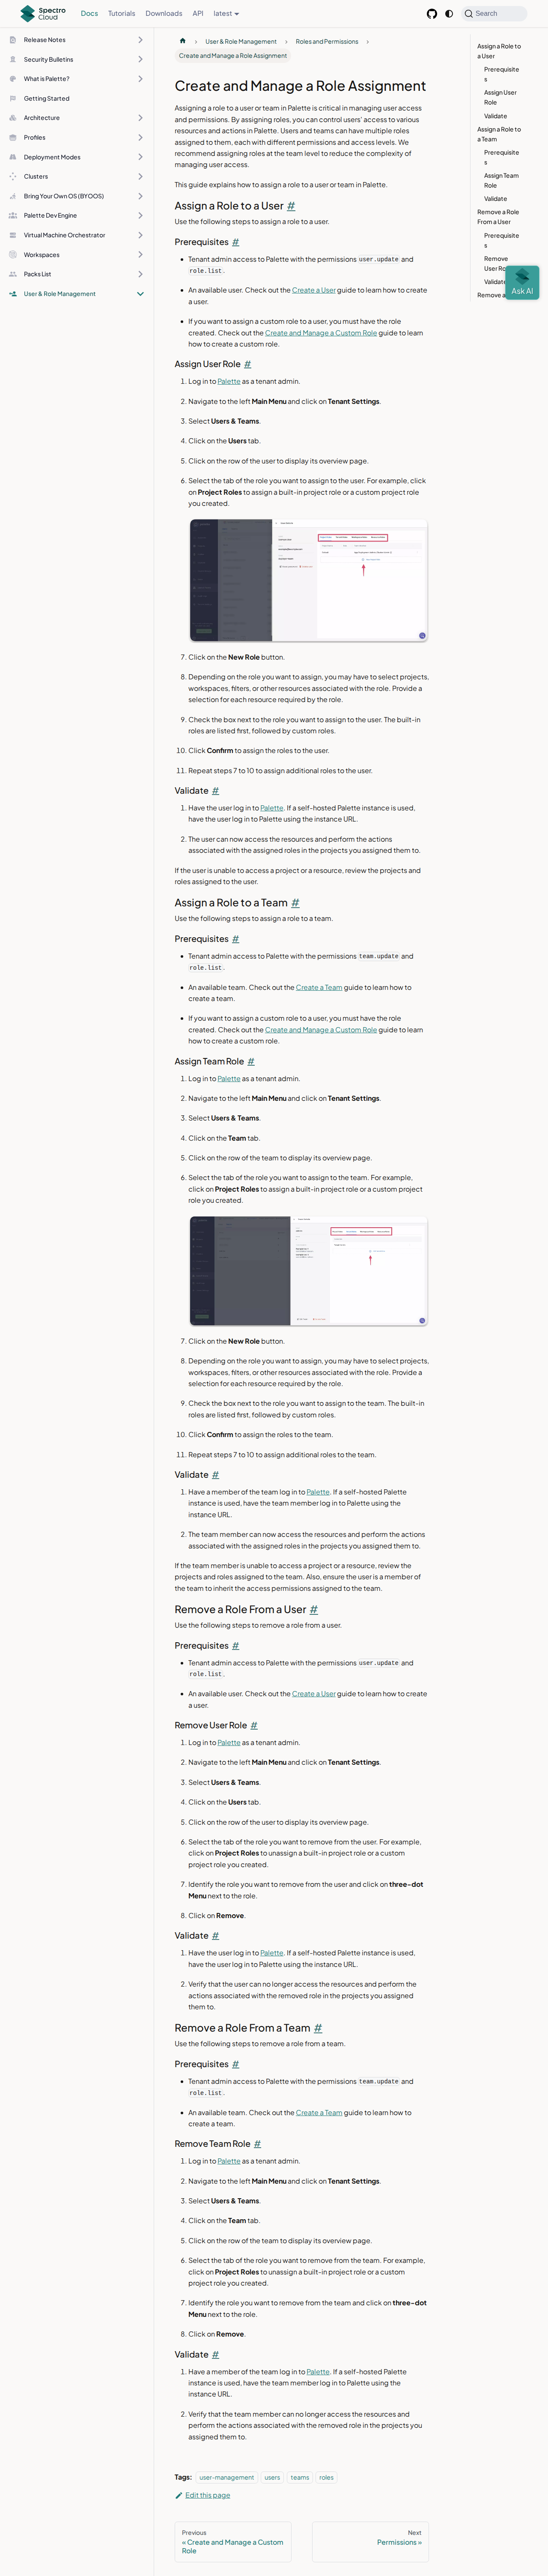 Spectro Cloud
Docs
Tutorials
Downloads
API
latest
Search
Release Notes
Security Bulletins
What is Palette?
Getting Started
Architecture
Profiles
Deployment Modes
Clusters
Bring Your Own OS (BYOOS)
Palette Dev Engine
Virtual Machine Orchestrator
Workspaces
Packs List
User & Role Management
User & Role Management
Roles and Permissions
Create and Manage a Role Assignment
Create and Manage a Role Assignment
Assigning a role to a user or team in Palette is critical in managing user access
and permissions. By assigning roles, you can control users' access to various
resources and actions in Palette. Users and teams can have multiple roles
assigned to them, each with different permissions and access levels. We
recommend assigning roles at the team level to reduce the complexity of
managing user access.
This guide explains how to assign a role to a user or team in Palette.
Assign a Role to a User #
Use the following steps to assign a role to a user.
Prerequisites #
• Tenant admin access to Palette with the permissions user.update and
role.list.
• An available user. Check out the Create a User guide to learn how to create
a user.
• If you want to assign a custom role to a user, you must have the role
created. Check out the Create and Manage a Custom Role guide to learn
how to create a custom role.
Assign User Role #
1. Log in to Palette as a tenant admin.
2. Navigate to the left Main Menu and click on Tenant Settings.
3. Select Users & Teams.
4. Click on the Users tab.
5. Click on the row of the user to display its overview page.
6. Select the tab of the role you want to assign to the user. For example, click
on Project Roles to assign a built-in project role or a custom project role
you created.
7. Click on the New Role button.
8. Depending on the role you want to assign, you may have to select projects,
workspaces, filters, or other resources associated with the role. Provide a
selection for each resource required by the role.
9. Check the box next to the role you want to assign to the user. The built-in
roles are listed first, followed by custom roles.
10. Click Confirm to assign the roles to the user.
11. Repeat steps 7 to 10 to assign additional roles to the user.
Validate #
1. Have the user log in to Palette. If a self-hosted Palette instance is used,
have the user log in to Palette using the instance URL.
2. The user can now access the resources and perform the actions
associated with the assigned roles in the projects you assigned them to.
If the user is unable to access a project or a resource, review the projects and
roles assigned to the user.
Assign a Role to a Team #
Use the following steps to assign a role to a team.
Prerequisites #
• Tenant admin access to Palette with the permissions team.update and
role.list.
• An available team. Check out the Create a Team guide to learn how to
create a team.
• If you want to assign a custom role to a user, you must have the role
created. Check out the Create and Manage a Custom Role guide to learn
how to create a custom role.
Assign Team Role #
1. Log in to Palette as a tenant admin.
2. Navigate to the left Main Menu and click on Tenant Settings.
3. Select Users & Teams.
4. Click on the Team tab.
5. Click on the row of the team to display its overview page.
6. Select the tab of the role you want to assign to the team. For example,
click on Project Roles to assign a built-in project role or a custom project
role you created.
7. Click on the New Role button.
8. Depending on the role you want to assign, you may have to select projects,
workspaces, filters, or other resources associated with the role. Provide a
selection for each resource required by the role.
9. Check the box next to the role you want to assign to the team. The built-in
roles are listed first, followed by custom roles.
10. Click Confirm to assign the roles to the team.
11. Repeat steps 7 to 10 to assign additional roles to the team.
Validate #
1. Have a member of the team log in to Palette. If a self-hosted Palette
instance is used, have the team member log in to Palette using the
instance URL.
2. The team member can now access the resources and perform the actions
associated with the assigned roles in the projects you assigned them to.
If the team member is unable to access a project or a resource, review the
projects and roles assigned to the team. Also, ensure the user is a member of
the team to inherit the access permissions assigned to the team.
Remove a Role From a User #
Use the following steps to remove a role from a user.
Prerequisites #
• Tenant admin access to Palette with the permissions user.update and
role.list.
• An available user. Check out the Create a User guide to learn how to create
a user.
Remove User Role #
1. Log in to Palette as a tenant admin.
2. Navigate to the left Main Menu and click on Tenant Settings.
3. Select Users & Teams.
4. Click on the Users tab.
5. Click on the row of the user to display its overview page.
6. Select the tab of the role you want to remove from the user. For example,
click on Project Roles to unassign a built-in project role or a custom
project role you created.
7. Identify the role you want to remove from the user and click on three-dot
Menu next to the role.
8. Click on Remove.
Validate #
1. Have the user log in to Palette. If a self-hosted Palette instance is used,
have the user log in to Palette using the instance URL.
2. Verify that the user can no longer access the resources and perform the
actions associated with the removed role in the projects you assigned
them to.
Remove a Role From a Team #
Use the following steps to remove a role from a team.
Prerequisites #
• Tenant admin access to Palette with the permissions team.update and
role.list.
• An available team. Check out the Create a Team guide to learn how to
create a team.
Remove Team Role #
1. Log in to Palette as a tenant admin.
2. Navigate to the left Main Menu and click on Tenant Settings.
3. Select Users & Teams.
4. Click on the Team tab.
5. Click on the row of the team to display its overview page.
6. Select the tab of the role you want to remove from the team. For example,
click on Project Roles to unassign a built-in project role or a custom
project role you created.
7. Identify the role you want to remove from the team and click on three-dot
Menu next to the role.
8. Click on Remove.
Validate #
1. Have a member of the team log in to Palette. If a self-hosted Palette
instance is used, have the team member log in to Palette using the
instance URL.
2. Verify that the team member can no longer access the resources and
perform the actions associated with the removed role in the projects you
assigned them to.
Tags: user-management users teams roles
Edit this page
Previous
« Create and Manage a Custom
Role
Next
Permissions »
Assign a Role to
a User
Prerequisite
s
Assign User
Role
Validate
Assign a Role to
a Team
Prerequisite
s
Assign Team
Role
Validate
Remove a Role
From a User
Prerequisite
s
Remove
User Ro
Validate
Remove a
Ask AI